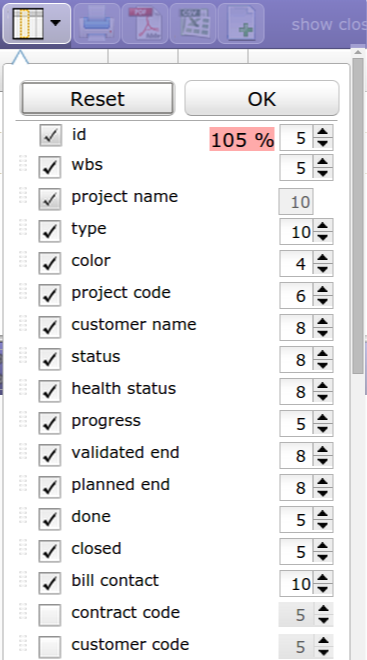 show clos
Reset OK
id 105 % 5
wbs 5
project name 10
type 10
color 4
project code 6
customer name 8
status 8
health status 8
progress 5
validated end 8
planned end 8
done 5
closed 5
bill contact 10
contract code 5
customer code 5